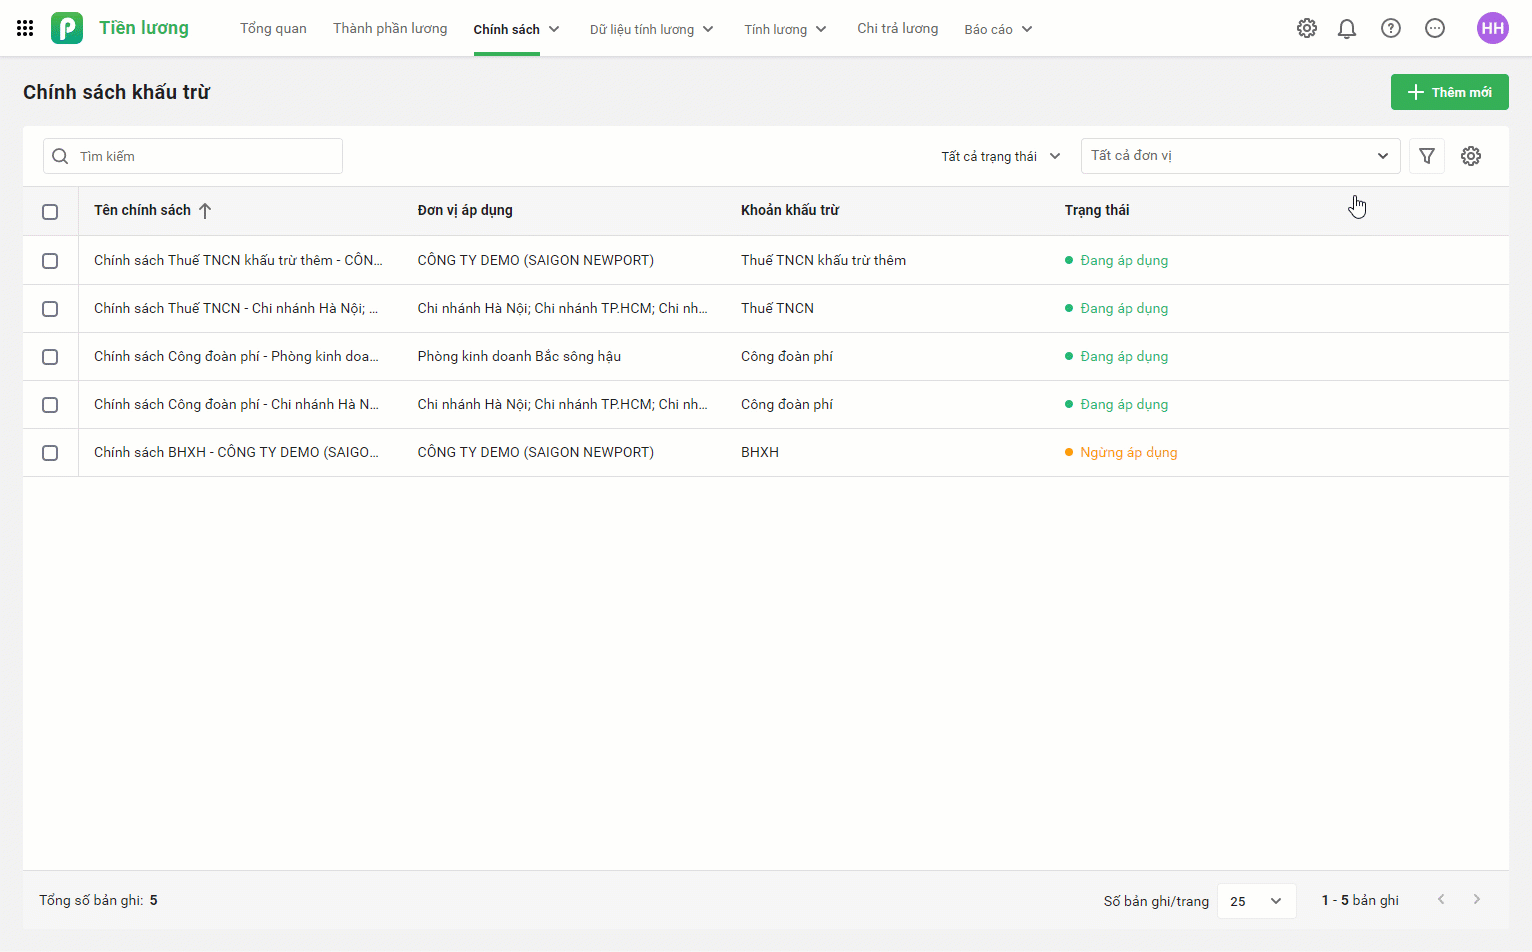 Tiền lương Tổng quan Thành phần lương Chính sách Dữ liệu tính lương Tính lương Chi trả lương Báo cáo HH
Chính sách khấu trừ Thêm mới
Tìm kiếm Tất cả trạng thái Tất cả đơn vị
Tên chính sách Đơn vị áp dụng Khoản khấu trừ Trạng thái
Chính sách Thuế TNCN khấu trừ thêm - CÔN... CÔNG TY DEMO (SAIGON NEWPORT) Thuế TNCN khấu trừ thêm Đang áp dụng
Chính sách Thuế TNCN - Chi nhánh Hà Nội; ... Chi nhánh Hà Nội; Chi nhánh TP.HCM; Chi nh... Thuế TNCN Đang áp dụng
Chính sách Công đoàn phí - Phòng kinh doa... Phòng kinh doanh Bắc sông hậu Công đoàn phí Đang áp dụng
Chính sách Công đoàn phí - Chi nhánh Hà N... Chi nhánh Hà Nội; Chi nhánh TP.HCM; Chi nh... Công đoàn phí Đang áp dụng
Chính sách BHXH - CÔNG TY DEMO (SAIGO... CÔNG TY DEMO (SAIGON NEWPORT) BHXH Ngừng áp dụng
Tổng số bản ghi: 5 Số bản ghi/trang 25 1 - 5 bản ghi